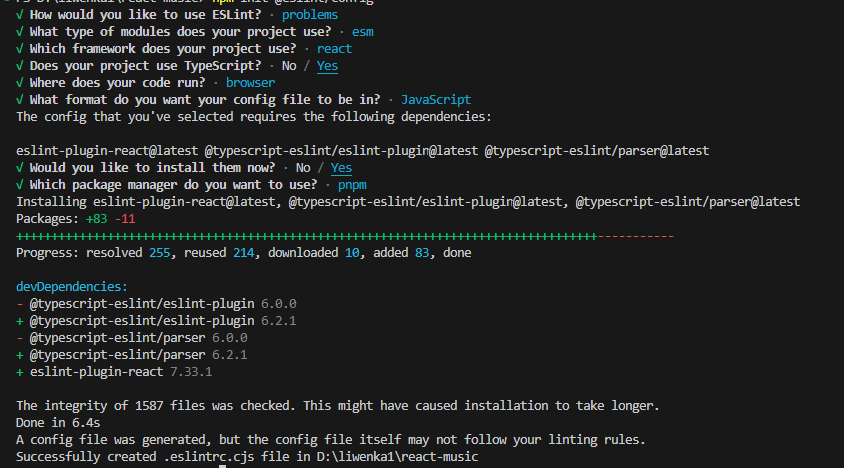 PS D:\liwenka1\react-music> npm init @eslint/config
√ How would you like to use ESLint? · problems
√ What type of modules does your project use? · esm
√ Which framework does your project use? · react
√ Does your project use TypeScript? · No / Yes
√ Where does your code run? · browser
√ What format do you want your config file to be in? · JavaScript
The config that you've selected requires the following dependencies:
eslint-plugin-react@latest @typescript-eslint/eslint-plugin@latest @typescript-eslint/parser@latest
√ Would you like to install them now? · No / Yes
√ Which package manager do you want to use? · pnpm
Installing eslint-plugin-react@latest, @typescript-eslint/eslint-plugin@latest, @typescript-eslint/parser@latest
Packages: +83 -11
+++++++++++++++++++++++++++++++++++++++++++++++++++++++++++++++++++++++++++++++++++-----------
Progress: resolved 255, reused 214, downloaded 10, added 83, done
devDependencies:
- @typescript-eslint/eslint-plugin 6.0.0
+ @typescript-eslint/eslint-plugin 6.2.1
- @typescript-eslint/parser 6.0.0
+ @typescript-eslint/parser 6.2.1
+ eslint-plugin-react 7.33.1
The integrity of 1587 files was checked. This might have caused installation to take longer.
Done in 6.4s
A config file was generated, but the config file itself may not follow your linting rules.
Successfully created .eslintrc.cjs file in D:\liwenka1\react-music